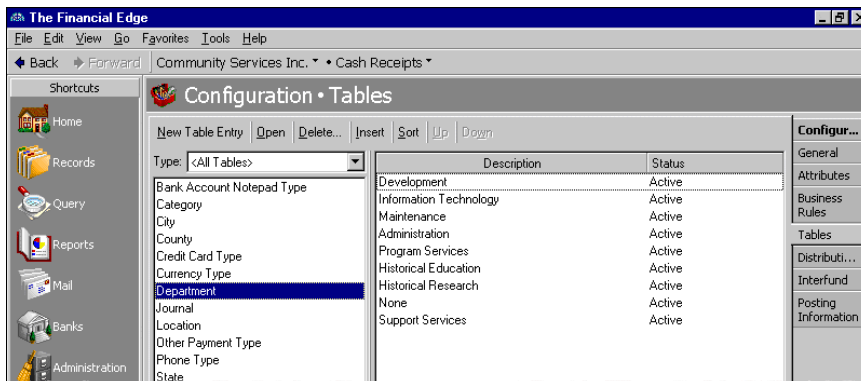 The Financial Edge
File Edit View Go Favorites Tools Help
Back Forward Community Services Inc. • Cash Receipts
Shortcuts
Home
Records
Query
Reports
Mail
Banks
Administration
Configuration • Tables
New Table Entry Open Delete... Insert Sort Up Down
Type: <All Tables>
Bank Account Notepad Type
Category
City
County
Credit Card Type
Currency Type
Department
Journal
Location
Other Payment Type
Phone Type
State
Description Status
Development Active
Information Technology Active
Maintenance Active
Administration Active
Program Services Active
Historical Education Active
Historical Research Active
None Active
Support Services Active
Configur...
General
Attributes
Business
Rules
Tables
Distributi...
Interfund
Posting
Information